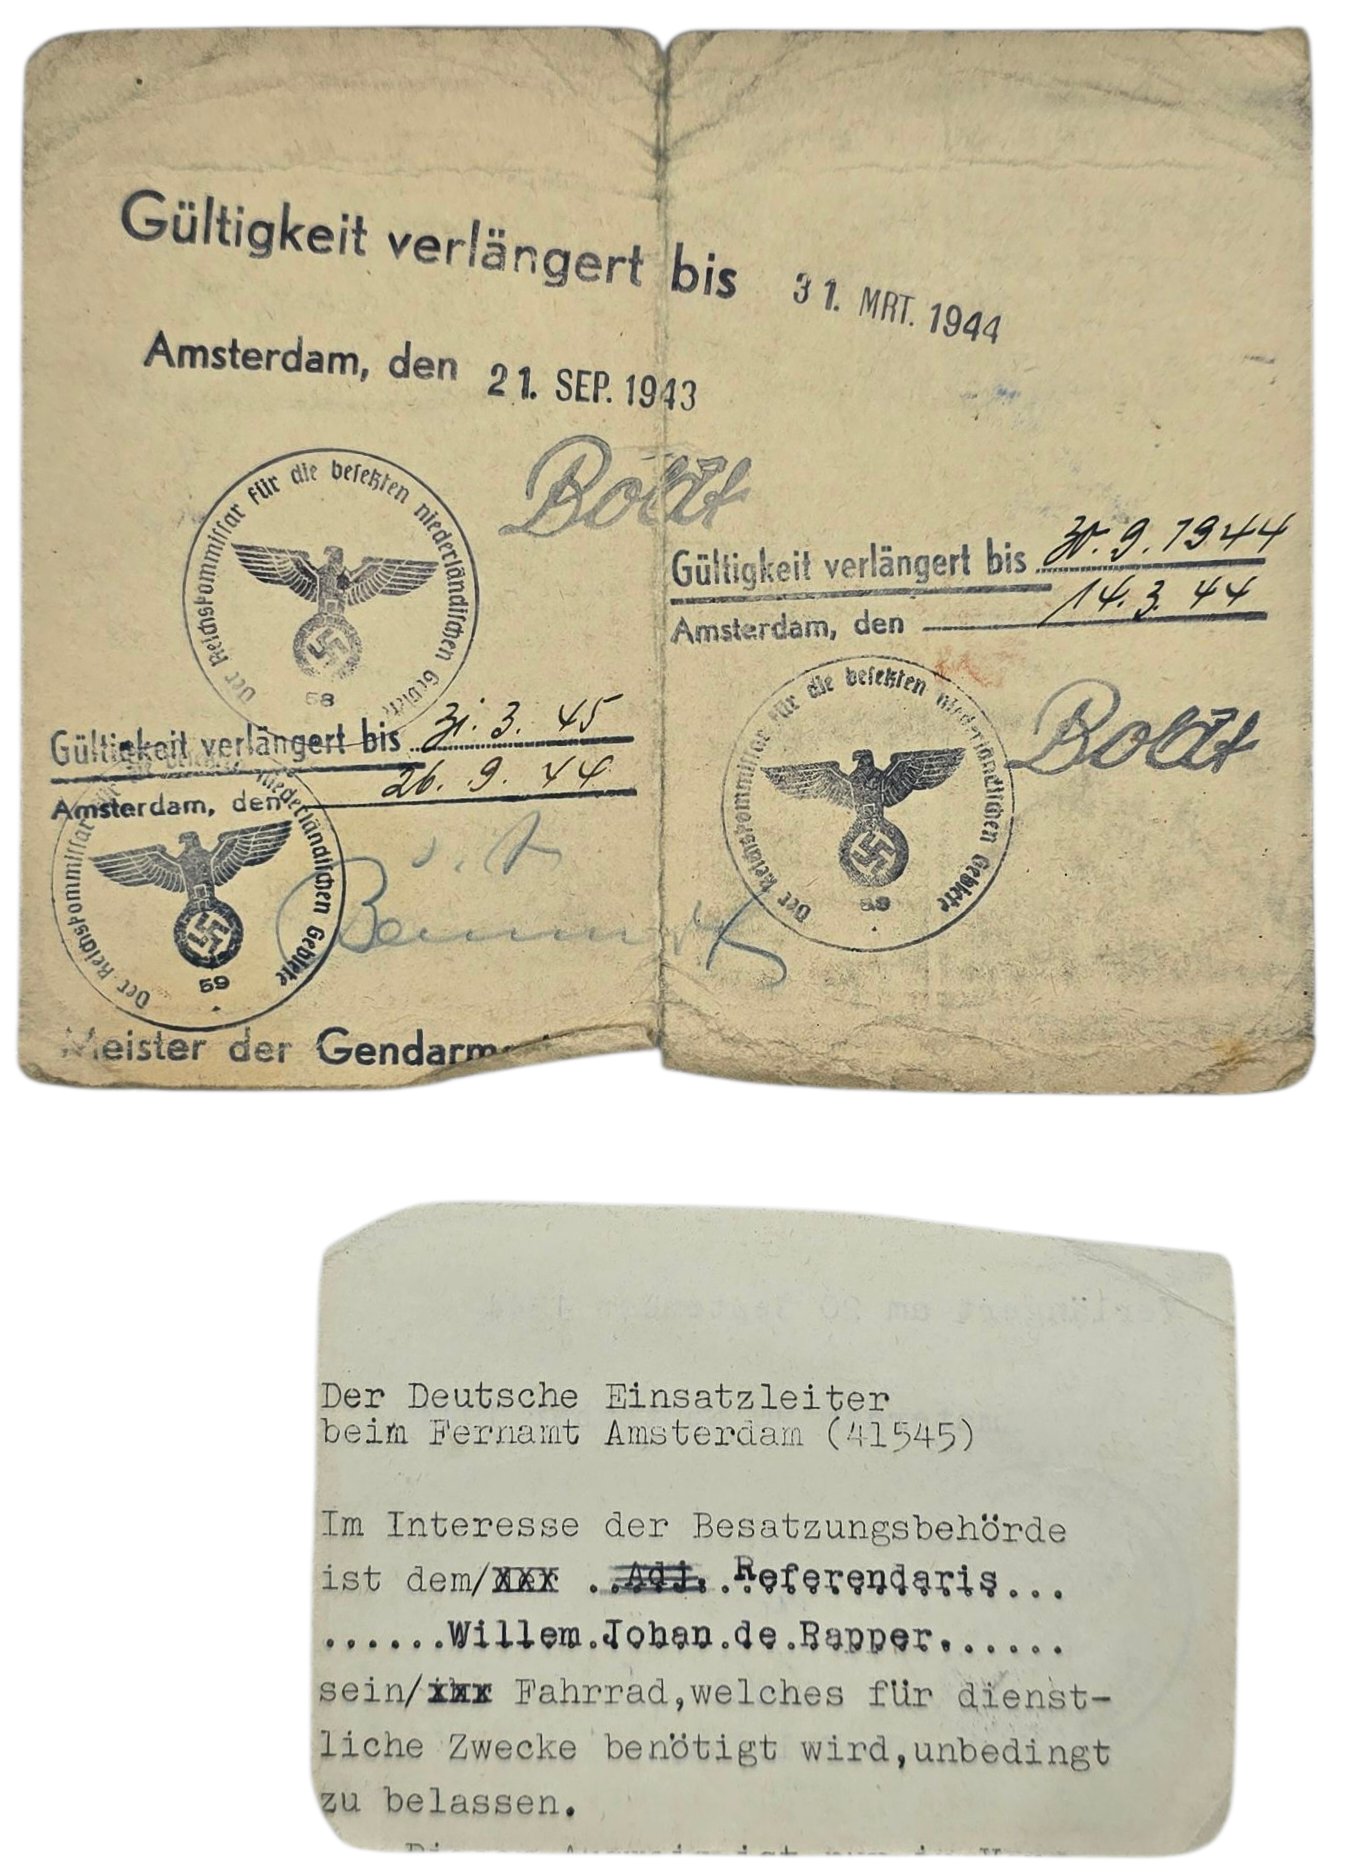 Gültigkeit verlängert bis 31. MRT. 1944
Amsterdam, den 21. SEP. 1943
Der Reichskommissar für die besetzten niederländischen Gebiete
58
Boldt
Gültigkeit verlängert bis 30.9.1944
Amsterdam, den 14.3.44
Der Reichskommissar für die besetzten niederländischen Gebiete
59
Boldt
Gültigkeit verlängert bis 31.3.45
Amsterdam, den 26.9.44
Der Reichskommissar für die besetzten niederländischen Gebiete
59
Meister der
Der Deutsche Einsatzleiter
beim Fernamt Amsterdam (41545)
Im Interesse der Besatzungsbehörde
ist dem/xxx ..Adj...Referendaris...
......Willem.Johan.de.Rapper.......
sein/xxx Fahrrad,welches für dienst-
liche Zwecke benötigt wird,unbedingt
zu belassen.